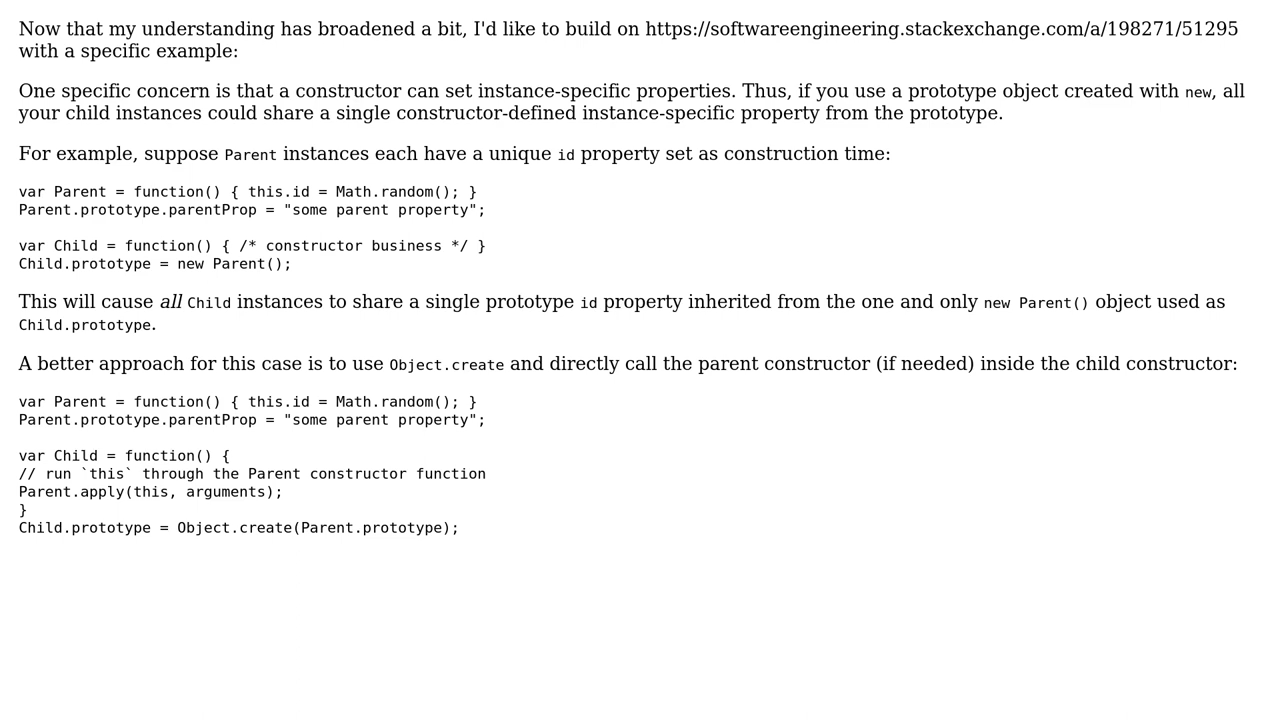 Now that my understanding has broadened a bit, I'd like to build on https://softwareengineering.stackexchange.com/a/198271/51295
with a specific example:
One specific concern is that a constructor can set instance-specific properties. Thus, if you use a prototype object created with new, all
your child instances could share a single constructor-defined instance-specific property from the prototype.
For example, suppose Parent instances each have a unique id property set as construction time:
var Parent = function() { this.id = Math.random(); }
Parent.prototype.parentProp = "some parent property";
var Child = function() { /* constructor business */ }
Child.prototype = new Parent();
This will cause all Child instances to share a single prototype id property inherited from the one and only new Parent() object used as
Child.prototype.
A better approach for this case is to use Object.create and directly call the parent constructor (if needed) inside the child constructor:
var Parent = function() { this.id = Math.random(); }
Parent.prototype.parentProp = "some parent property";
var Child = function() {
// run `this` through the Parent constructor function
Parent.apply(this, arguments);
}
Child.prototype = Object.create(Parent.prototype);